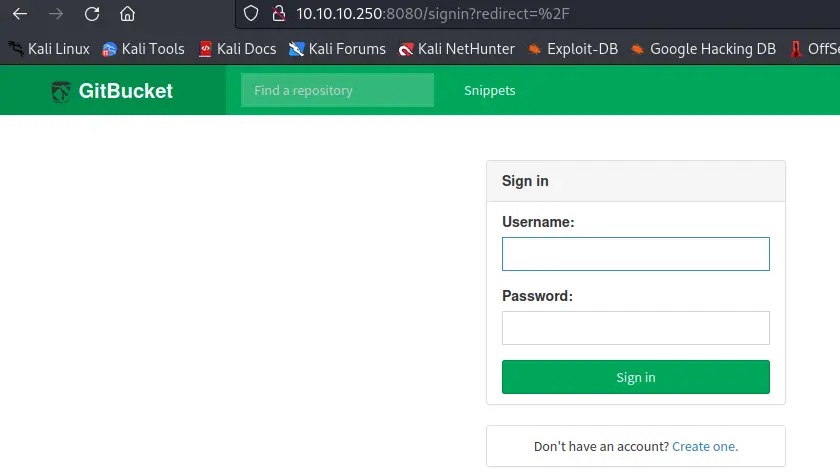 10.10.10.250:8080/signin?redirect=%2F
Kali Linux Kali Tools Kali Docs Kali Forums Kali NetHunter Exploit-DB Google Hacking DB OffSe
GitBucket Find a repository Snippets
Sign in
Username:
Password:
Sign in
Don't have an account? Create one.